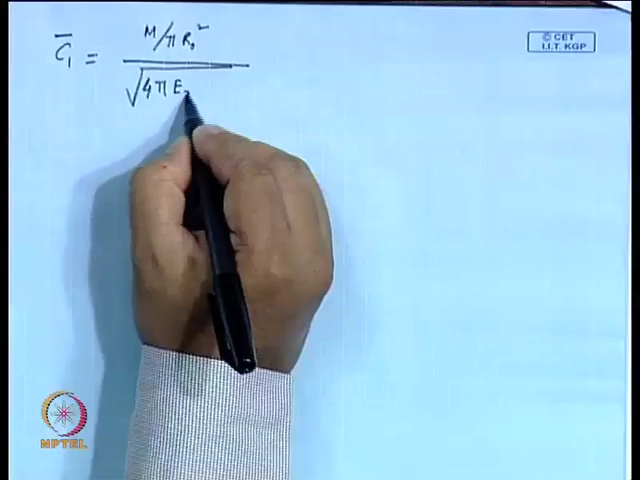 C̅₁ = M/πR₀² / √4πE
© CET
I.I.T. KGP
NPTEL